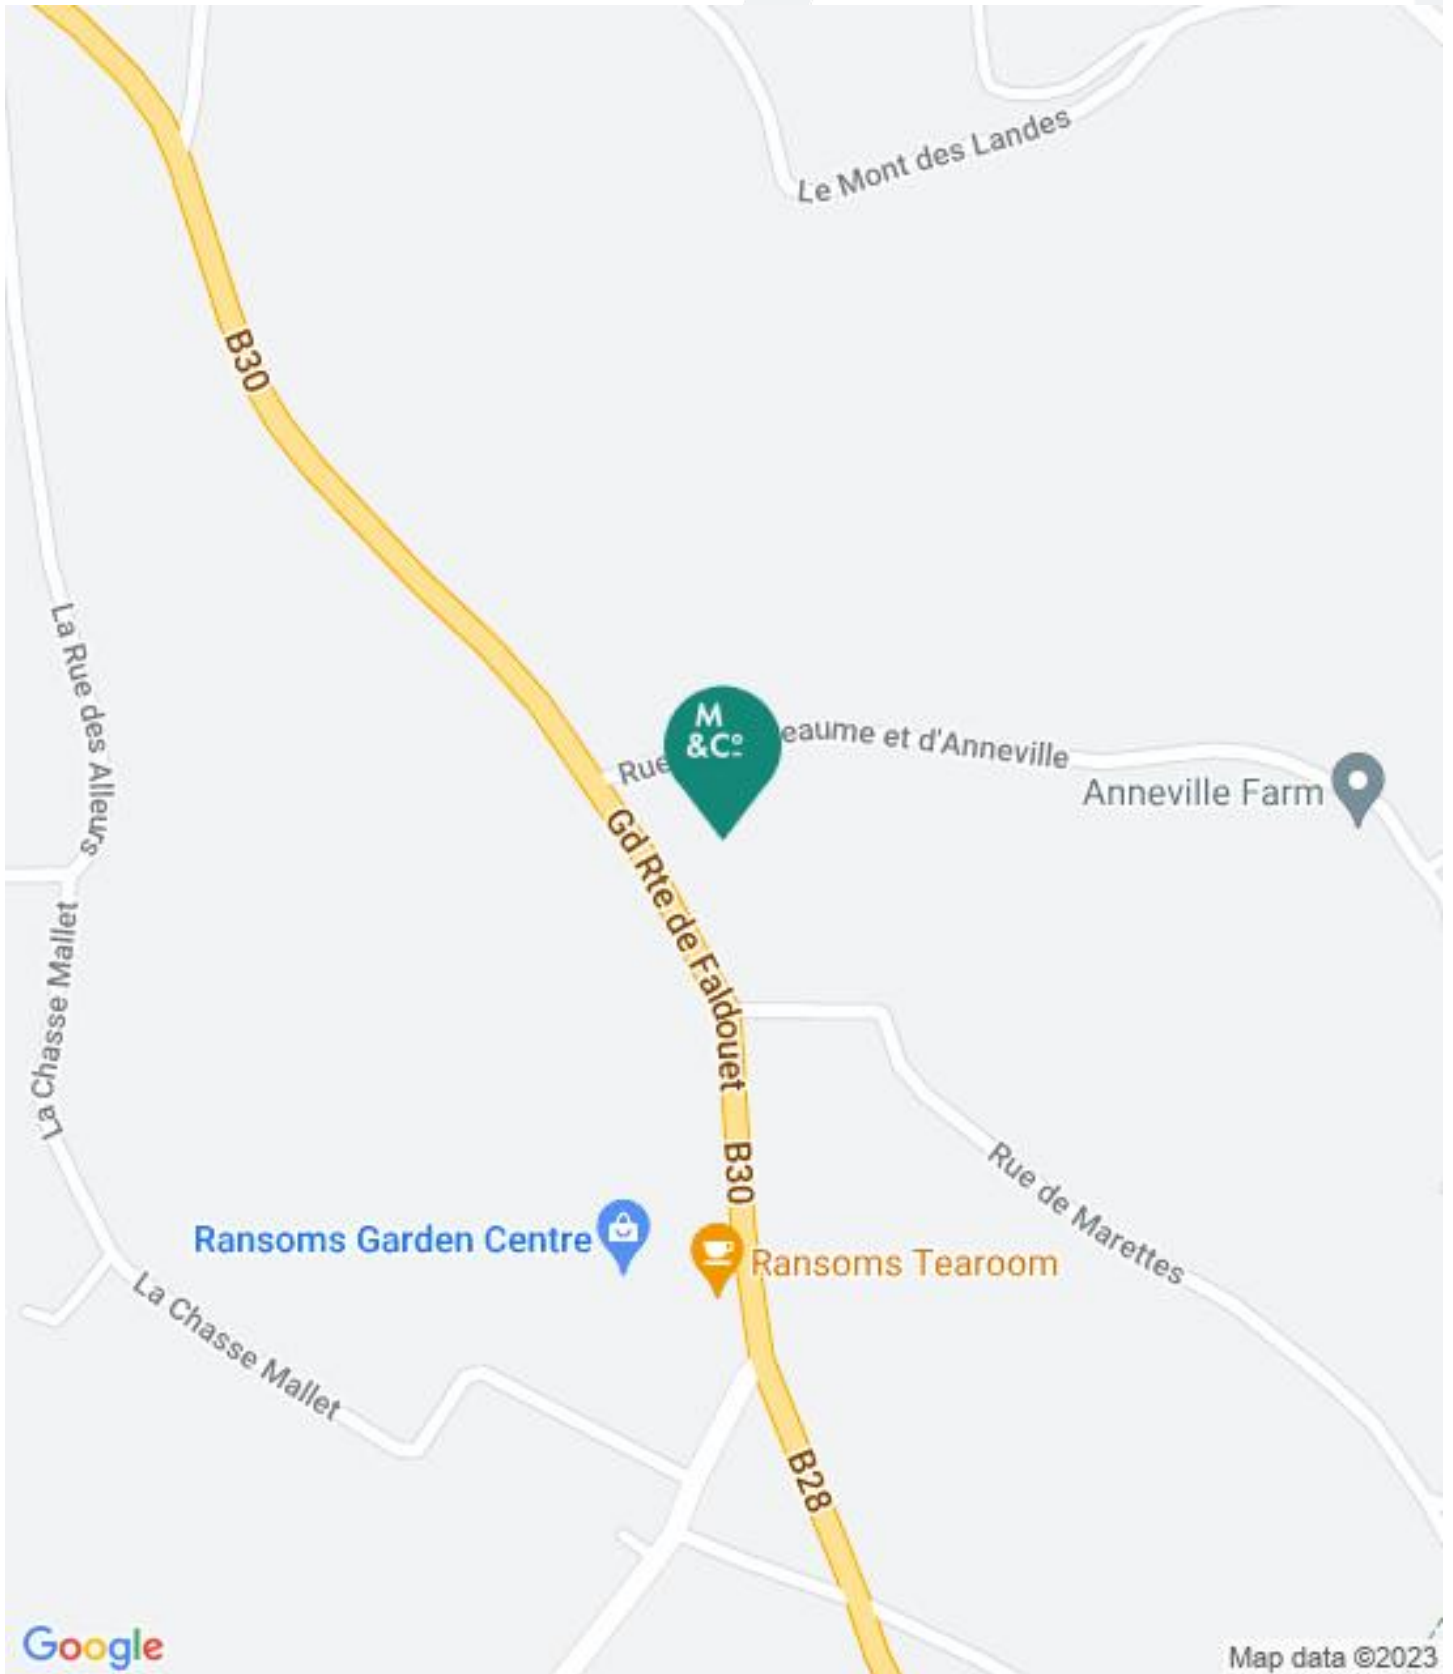 Le Mont des Landes
B30
La Rue des Alleurs
M
&Cº
Rue
eaume et d'Anneville
Anneville Farm
Gd Rte de Faldouet
La Chasse Mallet
B30
Rue de Marettes
Ransoms Garden Centre
Ransoms Tearoom
La Chasse Mallet
B28
Google
Map data ©2023